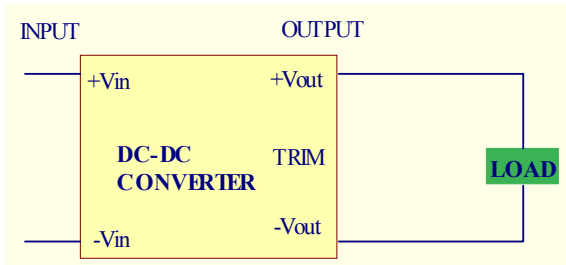 INPUT OUTPUT
+Vin +Vout
DC-DC TRIM
CONVERTER
LOAD
-Vin -Vout